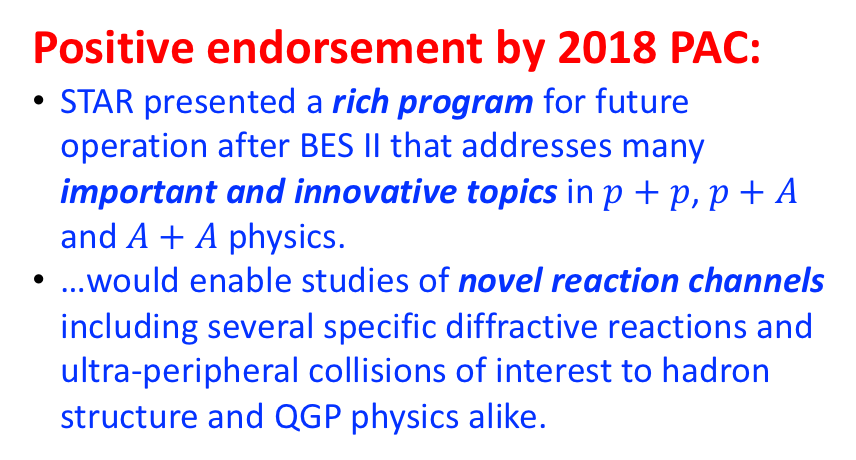 Positive endorsement by 2018 PAC:
• STAR presented a rich program for future
operation after BES II that addresses many
important and innovative topics in p + p, p + A
and A + A physics.
• …would enable studies of novel reaction channels
including several specific diffractive reactions and
ultra-peripheral collisions of interest to hadron
structure and QGP physics alike.